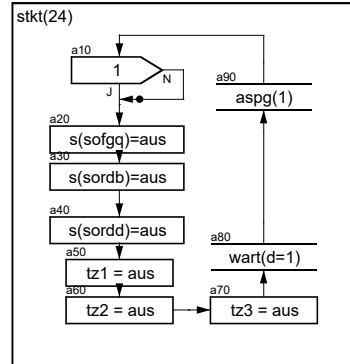 stkt(24)
a10
1
N
J
a20
s(sofgq)=aus
a30
s(sordb)=aus
a40
s(sordd)=aus
a50
tz1 = aus
a60
tz2 = aus
a70
tz3 = aus
a80
wart(d=1)
a90
aspg(1)